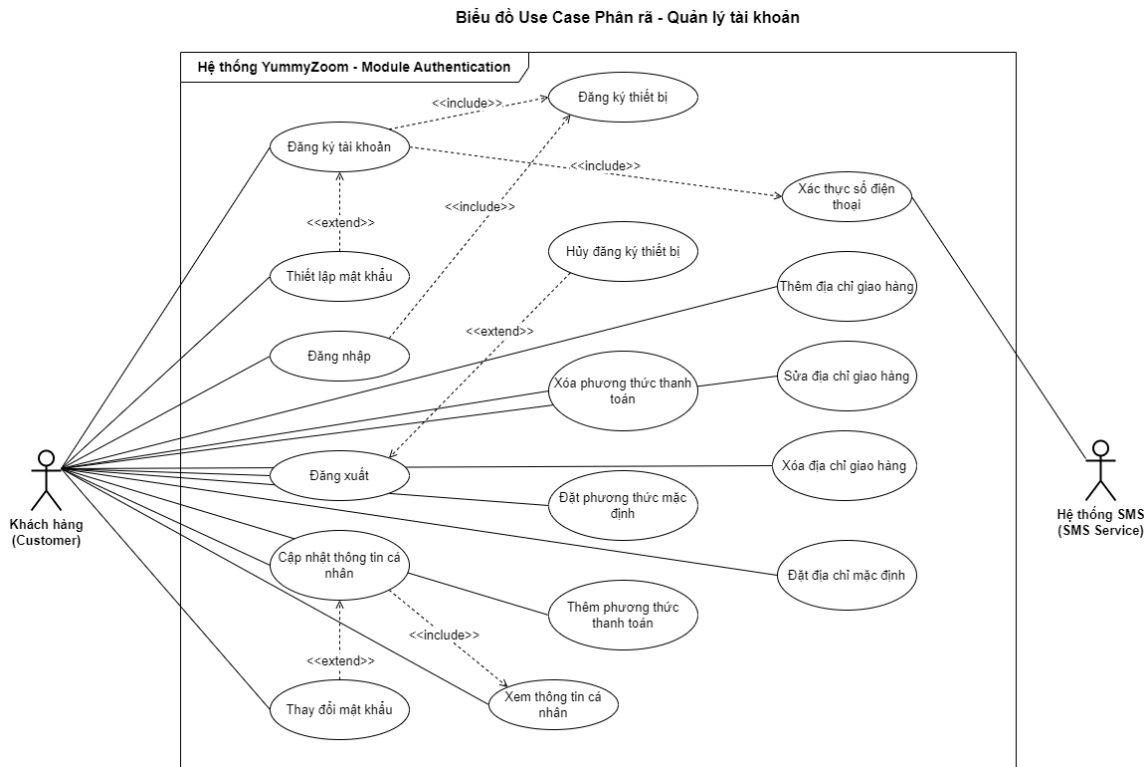 Biểu đồ Use Case Phân rã - Quản lý tài khoản
Hệ thống YummyZoom - Module Authentication
<<include>>
Đăng ký thiết bị
Đăng ký tài khoản
<<include>>
Xác thực số điện
thoại
<<include>>
<<extend>>
Hủy đăng ký thiết bị
Thiết lập mật khẩu
Thêm địa chỉ giao hàng
<<extend>>
Đăng nhập
Xóa phương thức thanh
toán
Sửa địa chỉ giao hàng
Đăng xuất
Xóa địa chỉ giao hàng
Đặt phương thức mặc
định
Khách hàng
(Customer)
Hệ thống SMS
(SMS Service)
Cập nhật thông tin cá
nhân
Đặt địa chỉ mặc định
Thêm phương thức
thanh toán
<<include>>
<<extend>>
Thay đổi mật khẩu
Xem thông tin cá
nhân